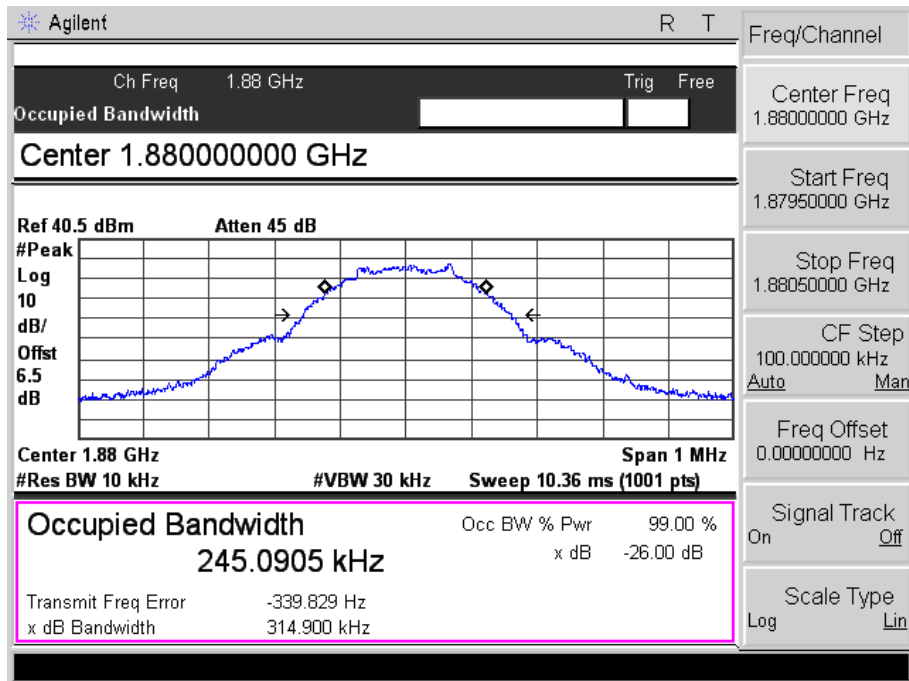 Agilent R T
Ch Freq 1.88 GHz Trig Free
Occupied Bandwidth
Center 1.880000000 GHz
Ref 40.5 dBm Atten 45 dB
#Peak
Log
10
dB/
Offst
6.5
dB
Center 1.88 GHz Span 1 MHz
#Res BW 10 kHz #VBW 30 kHz Sweep 10.36 ms (1001 pts)
Occupied Bandwidth
245.0905 kHz
Occ BW % Pwr 99.00 %
x dB -26.00 dB
Transmit Freq Error -339.829 Hz
x dB Bandwidth 314.900 kHz
Freq/Channel
Center Freq
1.88000000 GHz
Start Freq
1.87950000 GHz
Stop Freq
1.88050000 GHz
CF Step
100.000000 kHz
Auto Man
Freq Offset
0.00000000 Hz
Signal Track
On Off
Scale Type
Log Lin